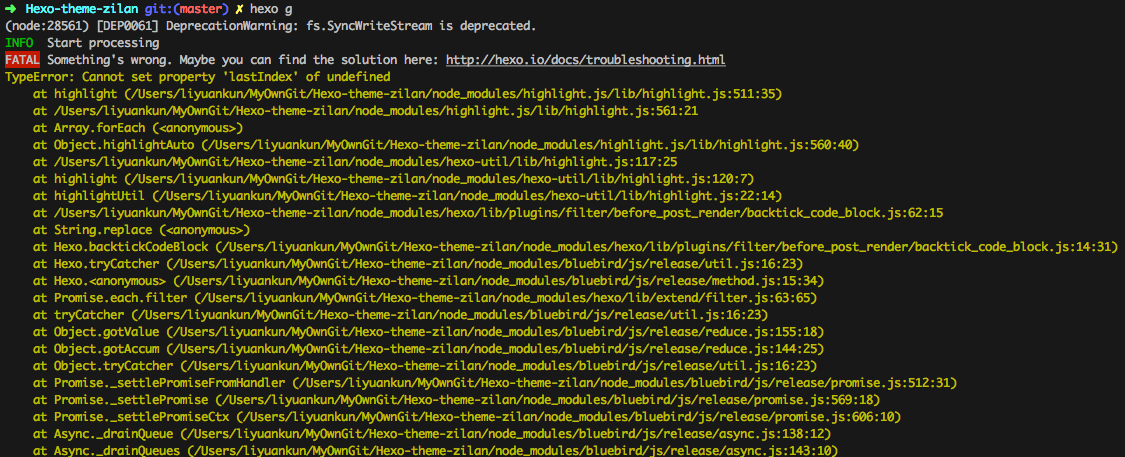 ➜ Hexo-theme-zilan git:(master) ✗ hexo g
(node:28561) [DEP0061] DeprecationWarning: fs.SyncWriteStream is deprecated.
INFO  Start processing
FATAL Something's wrong. Maybe you can find the solution here: http://hexo.io/docs/troubleshooting.html
TypeError: Cannot set property 'lastIndex' of undefined
    at highlight (/Users/liyuankun/MyOwnGit/Hexo-theme-zilan/node_modules/highlight.js/lib/highlight.js:511:35)
    at /Users/liyuankun/MyOwnGit/Hexo-theme-zilan/node_modules/highlight.js/lib/highlight.js:561:21
    at Array.forEach (<anonymous>)
    at Object.highlightAuto (/Users/liyuankun/MyOwnGit/Hexo-theme-zilan/node_modules/highlight.js/lib/highlight.js:560:40)
    at /Users/liyuankun/MyOwnGit/Hexo-theme-zilan/node_modules/hexo-util/lib/highlight.js:117:25
    at highlight (/Users/liyuankun/MyOwnGit/Hexo-theme-zilan/node_modules/hexo-util/lib/highlight.js:120:7)
    at highlightUtil (/Users/liyuankun/MyOwnGit/Hexo-theme-zilan/node_modules/hexo-util/lib/highlight.js:22:14)
    at /Users/liyuankun/MyOwnGit/Hexo-theme-zilan/node_modules/hexo/lib/plugins/filter/before_post_render/backtick_code_block.js:62:15
    at String.replace (<anonymous>)
    at Hexo.backtickCodeBlock (/Users/liyuankun/MyOwnGit/Hexo-theme-zilan/node_modules/hexo/lib/plugins/filter/before_post_render/backtick_code_block.js:14:31)
    at Hexo.tryCatcher (/Users/liyuankun/MyOwnGit/Hexo-theme-zilan/node_modules/bluebird/js/release/util.js:16:23)
    at Hexo.<anonymous> (/Users/liyuankun/MyOwnGit/Hexo-theme-zilan/node_modules/bluebird/js/release/method.js:15:34)
    at Promise.each.filter (/Users/liyuankun/MyOwnGit/Hexo-theme-zilan/node_modules/hexo/lib/extend/filter.js:63:65)
    at tryCatcher (/Users/liyuankun/MyOwnGit/Hexo-theme-zilan/node_modules/bluebird/js/release/util.js:16:23)
    at Object.gotValue (/Users/liyuankun/MyOwnGit/Hexo-theme-zilan/node_modules/bluebird/js/release/reduce.js:155:18)
    at Object.gotAccum (/Users/liyuankun/MyOwnGit/Hexo-theme-zilan/node_modules/bluebird/js/release/reduce.js:144:25)
    at Object.tryCatcher (/Users/liyuankun/MyOwnGit/Hexo-theme-zilan/node_modules/bluebird/js/release/util.js:16:23)
    at Promise._settlePromiseFromHandler (/Users/liyuankun/MyOwnGit/Hexo-theme-zilan/node_modules/bluebird/js/release/promise.js:512:31)
    at Promise._settlePromise (/Users/liyuankun/MyOwnGit/Hexo-theme-zilan/node_modules/bluebird/js/release/promise.js:569:18)
    at Promise._settlePromiseCtx (/Users/liyuankun/MyOwnGit/Hexo-theme-zilan/node_modules/bluebird/js/release/promise.js:606:10)
    at Async._drainQueue (/Users/liyuankun/MyOwnGit/Hexo-theme-zilan/node_modules/bluebird/js/release/async.js:138:12)
    at Async._drainQueues (/Users/liyuankun/MyOwnGit/Hexo-theme-zilan/node_modules/bluebird/js/release/async.js:143:10)